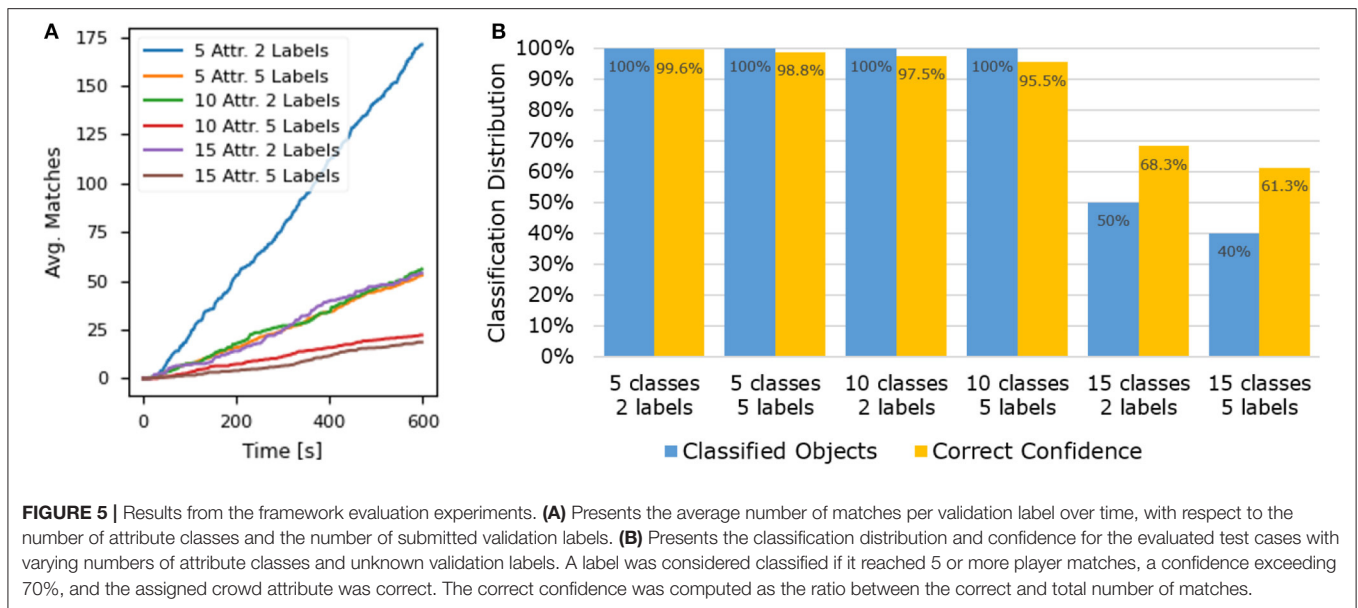 A
175
150
125
100
75
50
25
0
Avg. Matches
5 Attr. 2 Labels
5 Attr. 5 Labels
10 Attr. 2 Labels
10 Attr. 5 Labels
15 Attr. 2 Labels
15 Attr. 5 Labels
0 200 400 600
Time [s]
B
100%
90%
80%
70%
60%
50%
40%
30%
20%
10%
0%
Classification Distribution
100% 99.6% 100% 98.8% 100% 97.5% 100% 95.5% 50% 68.3% 40% 61.3%
5 classes 5 classes 10 classes 10 classes 15 classes 15 classes
2 labels 5 labels 2 labels 5 labels 2 labels 5 labels
Classified Objects Correct Confidence
FIGURE 5 | Results from the framework evaluation experiments. (A) Presents the average number of matches per validation label over time, with respect to the
number of attribute classes and the number of submitted validation labels. (B) Presents the classification distribution and confidence for the evaluated test cases with
varying numbers of attribute classes and unknown validation labels. A label was considered classified if it reached 5 or more player matches, a confidence exceeding
70%, and the assigned crowd attribute was correct. The correct confidence was computed as the ratio between the correct and total number of matches.